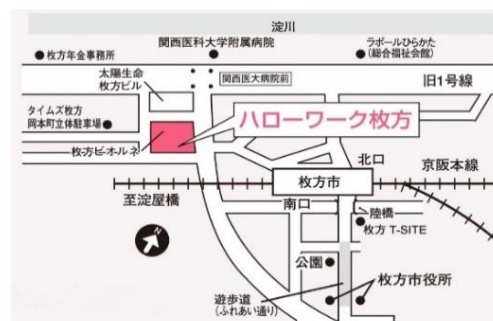 淀川
関西医科大学附属病院
ラポールひらかた
(総合福祉会館)
枚方年金事務所
太陽生命
枚方ビル
関西医大病院前
旧1号線
タイムズ枚方
岡本町立体駐車場
ハローワーク枚方
枚方ビオルネ
北口
京阪本線
枚方市
至淀屋橋
南口
陸橋
枚方 T-SITE
N
公園
枚方市役所
遊歩道
(ふれあい通り)